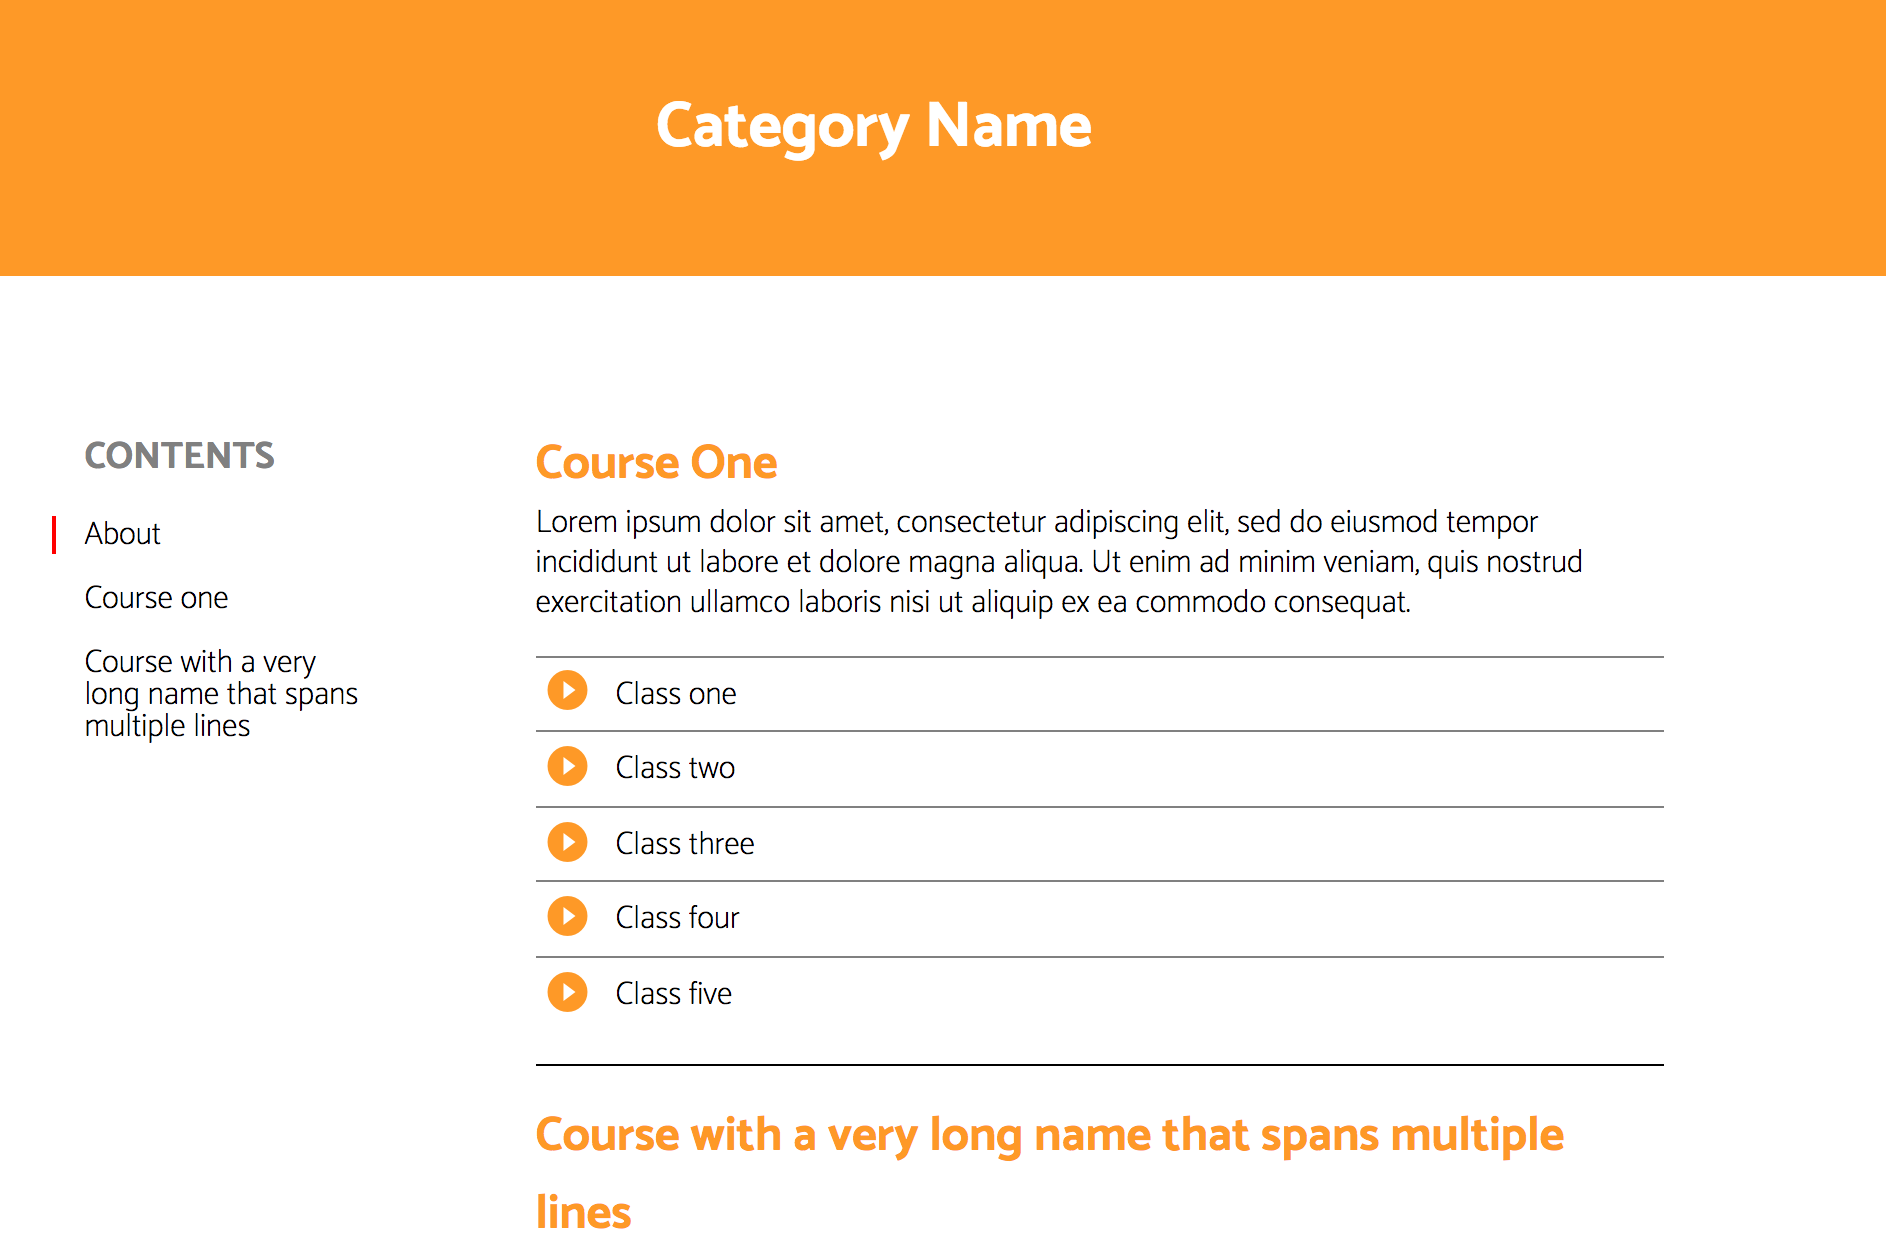 Category Name
CONTENTS
About
Course one
Course with a very
long name that spans
multiple lines
Course One
Lorem ipsum dolor sit amet, consectetur adipiscing elit, sed do eiusmod tempor
incididunt ut labore et dolore magna aliqua. Ut enim ad minim veniam, quis nostrud
exercitation ullamco laboris nisi ut aliquip ex ea commodo consequat.
Class one
Class two
Class three
Class four
Class five
Course with a very long name that spans multiple
lines